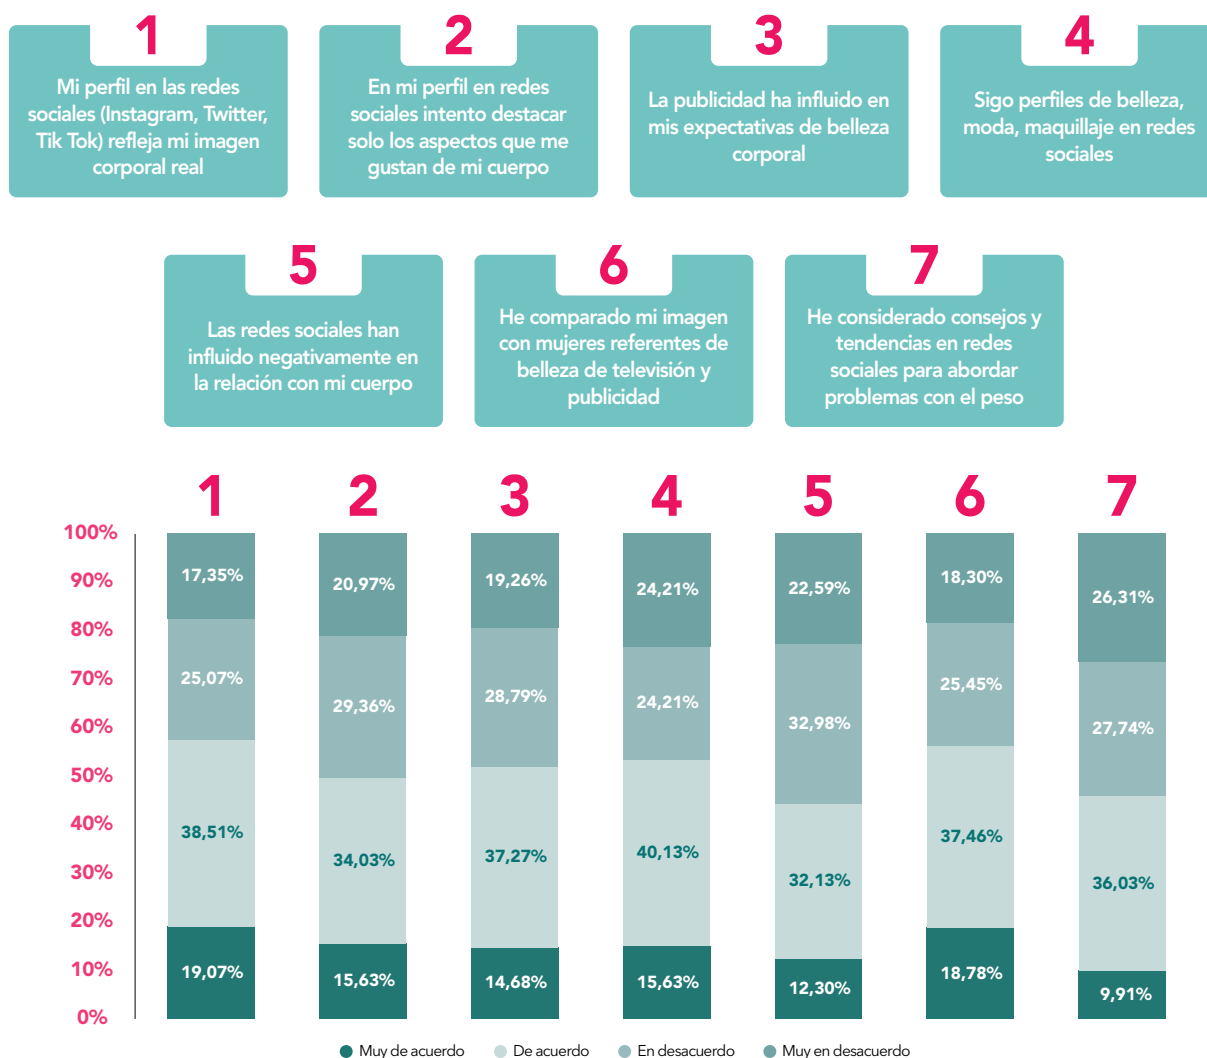 1
Mi perfil en las redes
sociales (Instagram, Twitter,
Tik Tok) refleja mi imagen
corporal real
2
En mi perfil en redes
sociales intento destacar
solo los aspectos que me
gustan de mi cuerpo
3
La publicidad ha influido en
mis expectativas de belleza
corporal
4
Sigo perfiles de belleza,
moda, maquillaje en redes
sociales
5
Las redes sociales han
influido negativamente en
la relación con mi cuerpo
6
He comparado mi imagen
con mujeres referentes de
belleza de televisión y
publicidad
7
He considerado consejos y
tendencias en redes
sociales para abordar
problemas con el peso
1 2 3 4 5 6 7
100%
90%
80%
70%
60%
50%
40%
30%
20%
10%
0%
17,35% 20,97% 19,26% 24,21% 22,59% 18,30% 26,31%
25,07% 29,36% 28,79% 24,21% 32,98% 25,45% 27,74%
38,51% 34,03% 37,27% 40,13% 32,13% 37,46% 36,03%
19,07% 15,63% 14,68% 15,63% 12,30% 18,78% 9,91%
Muy de acuerdo De acuerdo En desacuerdo Muy en desacuerdo